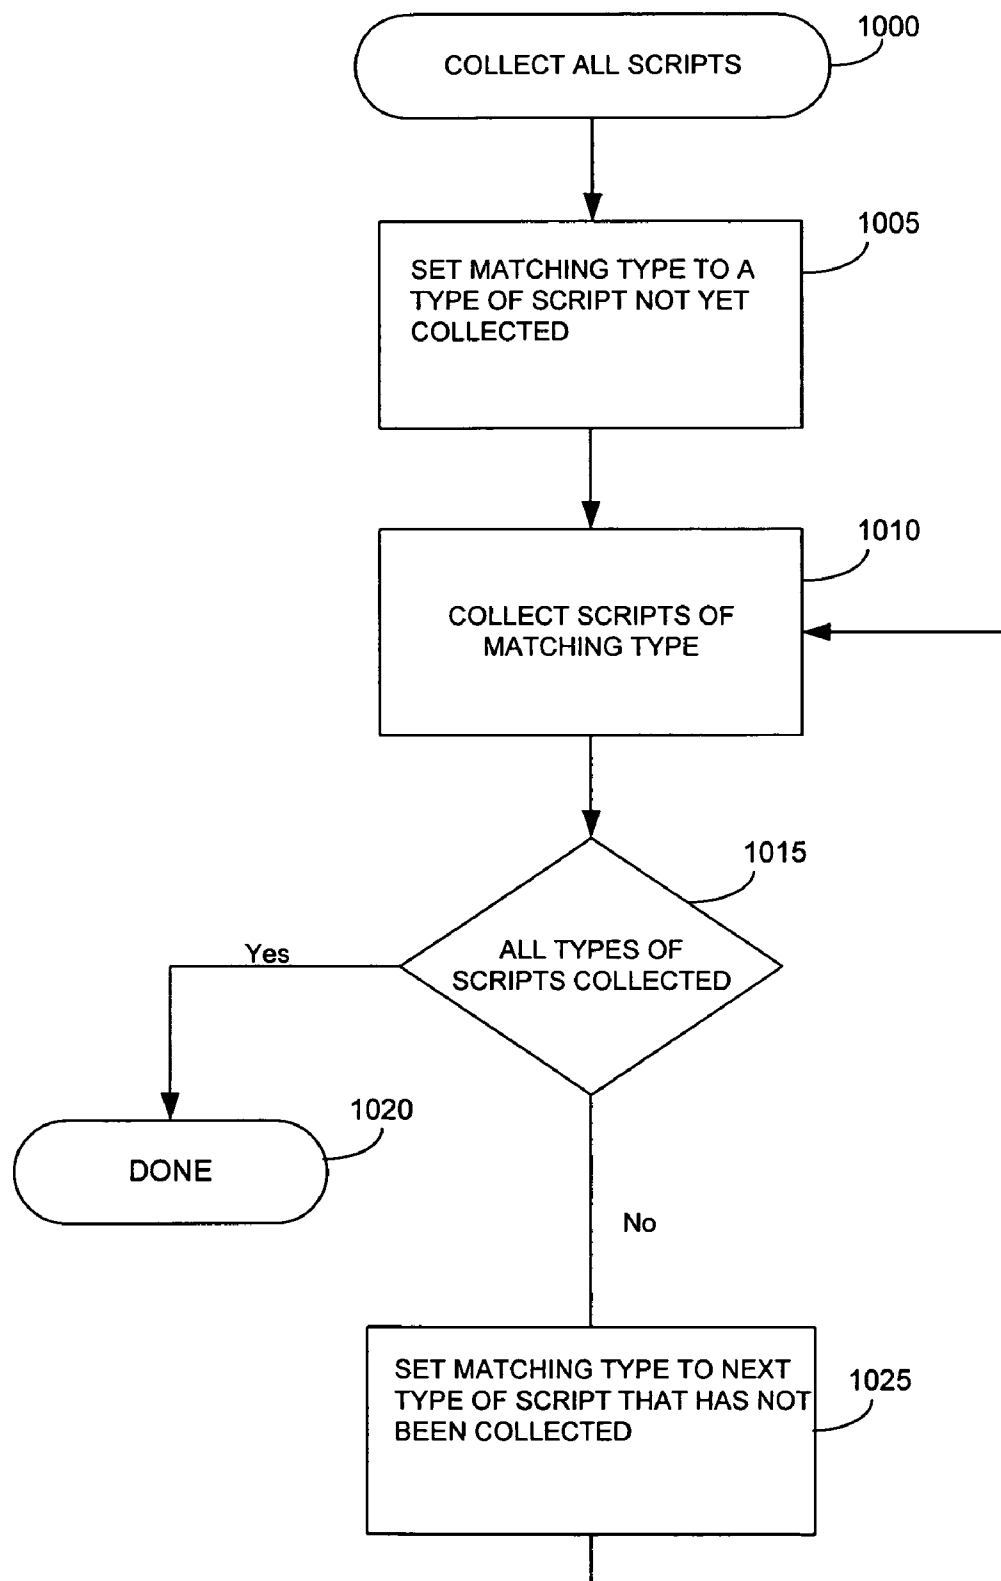 1000
COLLECT ALL SCRIPTS
1005
SET MATCHING TYPE TO A
TYPE OF SCRIPT NOT YET
COLLECTED
1010
COLLECT SCRIPTS OF
MATCHING TYPE
1015
ALL TYPES OF
SCRIPTS COLLECTED
Yes
1020
DONE
No
SET MATCHING TYPE TO NEXT
TYPE OF SCRIPT THAT HAS NOT
BEEN COLLECTED
1025